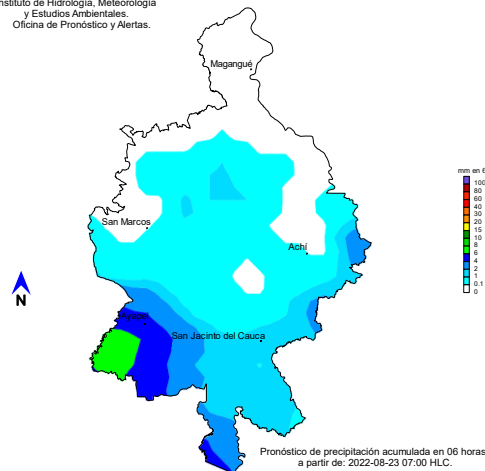 nstituto de Hidrología, Meteorología
y Estudios Ambientales.
Oficina de Pronóstico y Alertas.
Magangué
mm en 6
100
80
60
40
30
20
15
10
8
6
4
2
1
0.1
0
San Marcos
Achí
N
Ayapel
San Jacinto del Cauca
Pronóstico de precipitación acumulada en 06 horas
a partir de: 2022-08-23 07:00 HLC.